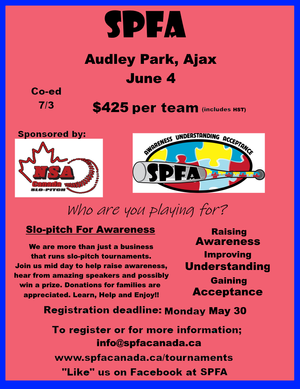 SPFA
Audley Park, Ajax
June 4
Co-ed
7/3
$425 per team (includes HST)
Sponsored by:
NSA
Canada
SLO-PITCH
AWARENESS UNDERSTANDING ACCEPTANCE
SPFA
Who are you playing for?
Slo-pitch For Awareness
We are more than just a business
that runs slo-pitch tournaments.
Join us mid day to help raise awareness,
hear from amazing speakers and possibly
win a prize. Donations for families are
appreciated. Learn, Help and Enjoy!!
Raising
Awareness
Improving
Understanding
Gaining
Acceptance
Registration deadline: Monday May 30
To register or for more information;
info@spfacanada.ca
www.spfacanada.ca/tournaments
"Like" us on Facebook at SPFA